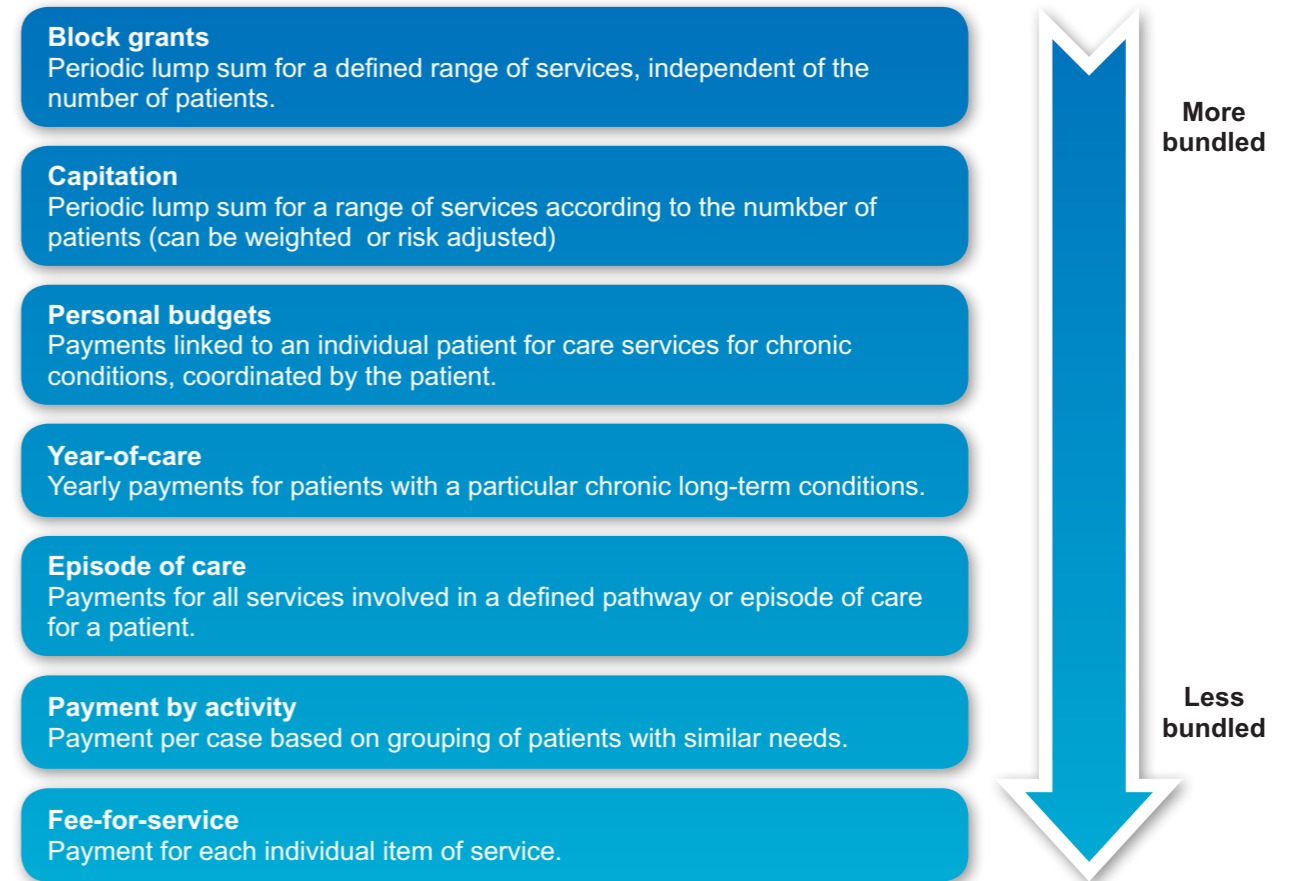 Block grants
Periodic lump sum for a defined range of services, independent of the
number of patients.
More
bundled
Capitation
Periodic lump sum for a range of services according to the numkber of
patients (can be weighted  or risk adjusted)
Personal budgets
Payments linked to an individual patient for care services for chronic
conditions, coordinated by the patient.
Year-of-care
Yearly payments for patients with a particular chronic long-term conditions.
Episode of care
Payments for all services involved in a defined pathway or episode of care
for a patient.
Less
bundled
Payment by activity
Payment per case based on grouping of patients with similar needs.
Fee-for-service
Payment for each individual item of service.